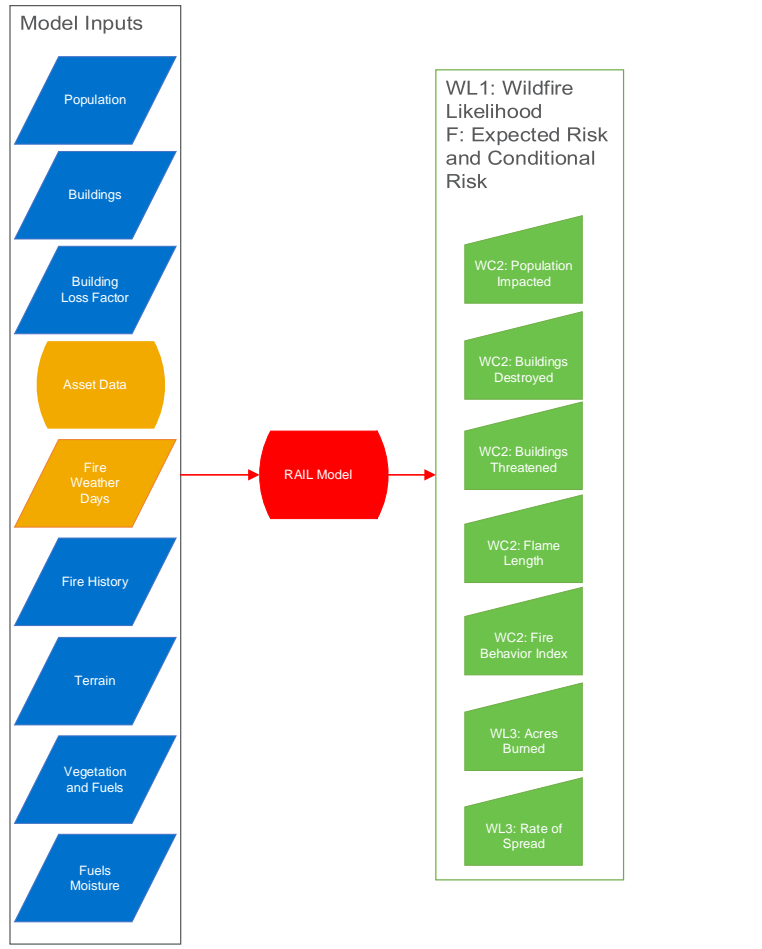 Model Inputs
Population
Buildings
Building
Loss Factor
Asset Data
Fire
Weather
Days
Fire History
Terrain
Vegetation
and Fuels
Fuels
Moisture
RAIL Model
WL1: Wildfire
Likelihood
F: Expected Risk
and Conditional
Risk
WC2: Population
Impacted
WC2: Buildings
Destroyed
WC2: Buildings
Threatened
WC2: Flame
Length
WC2: Fire
Behavior Index
WL3: Acres
Burned
WL3: Rate of
Spread